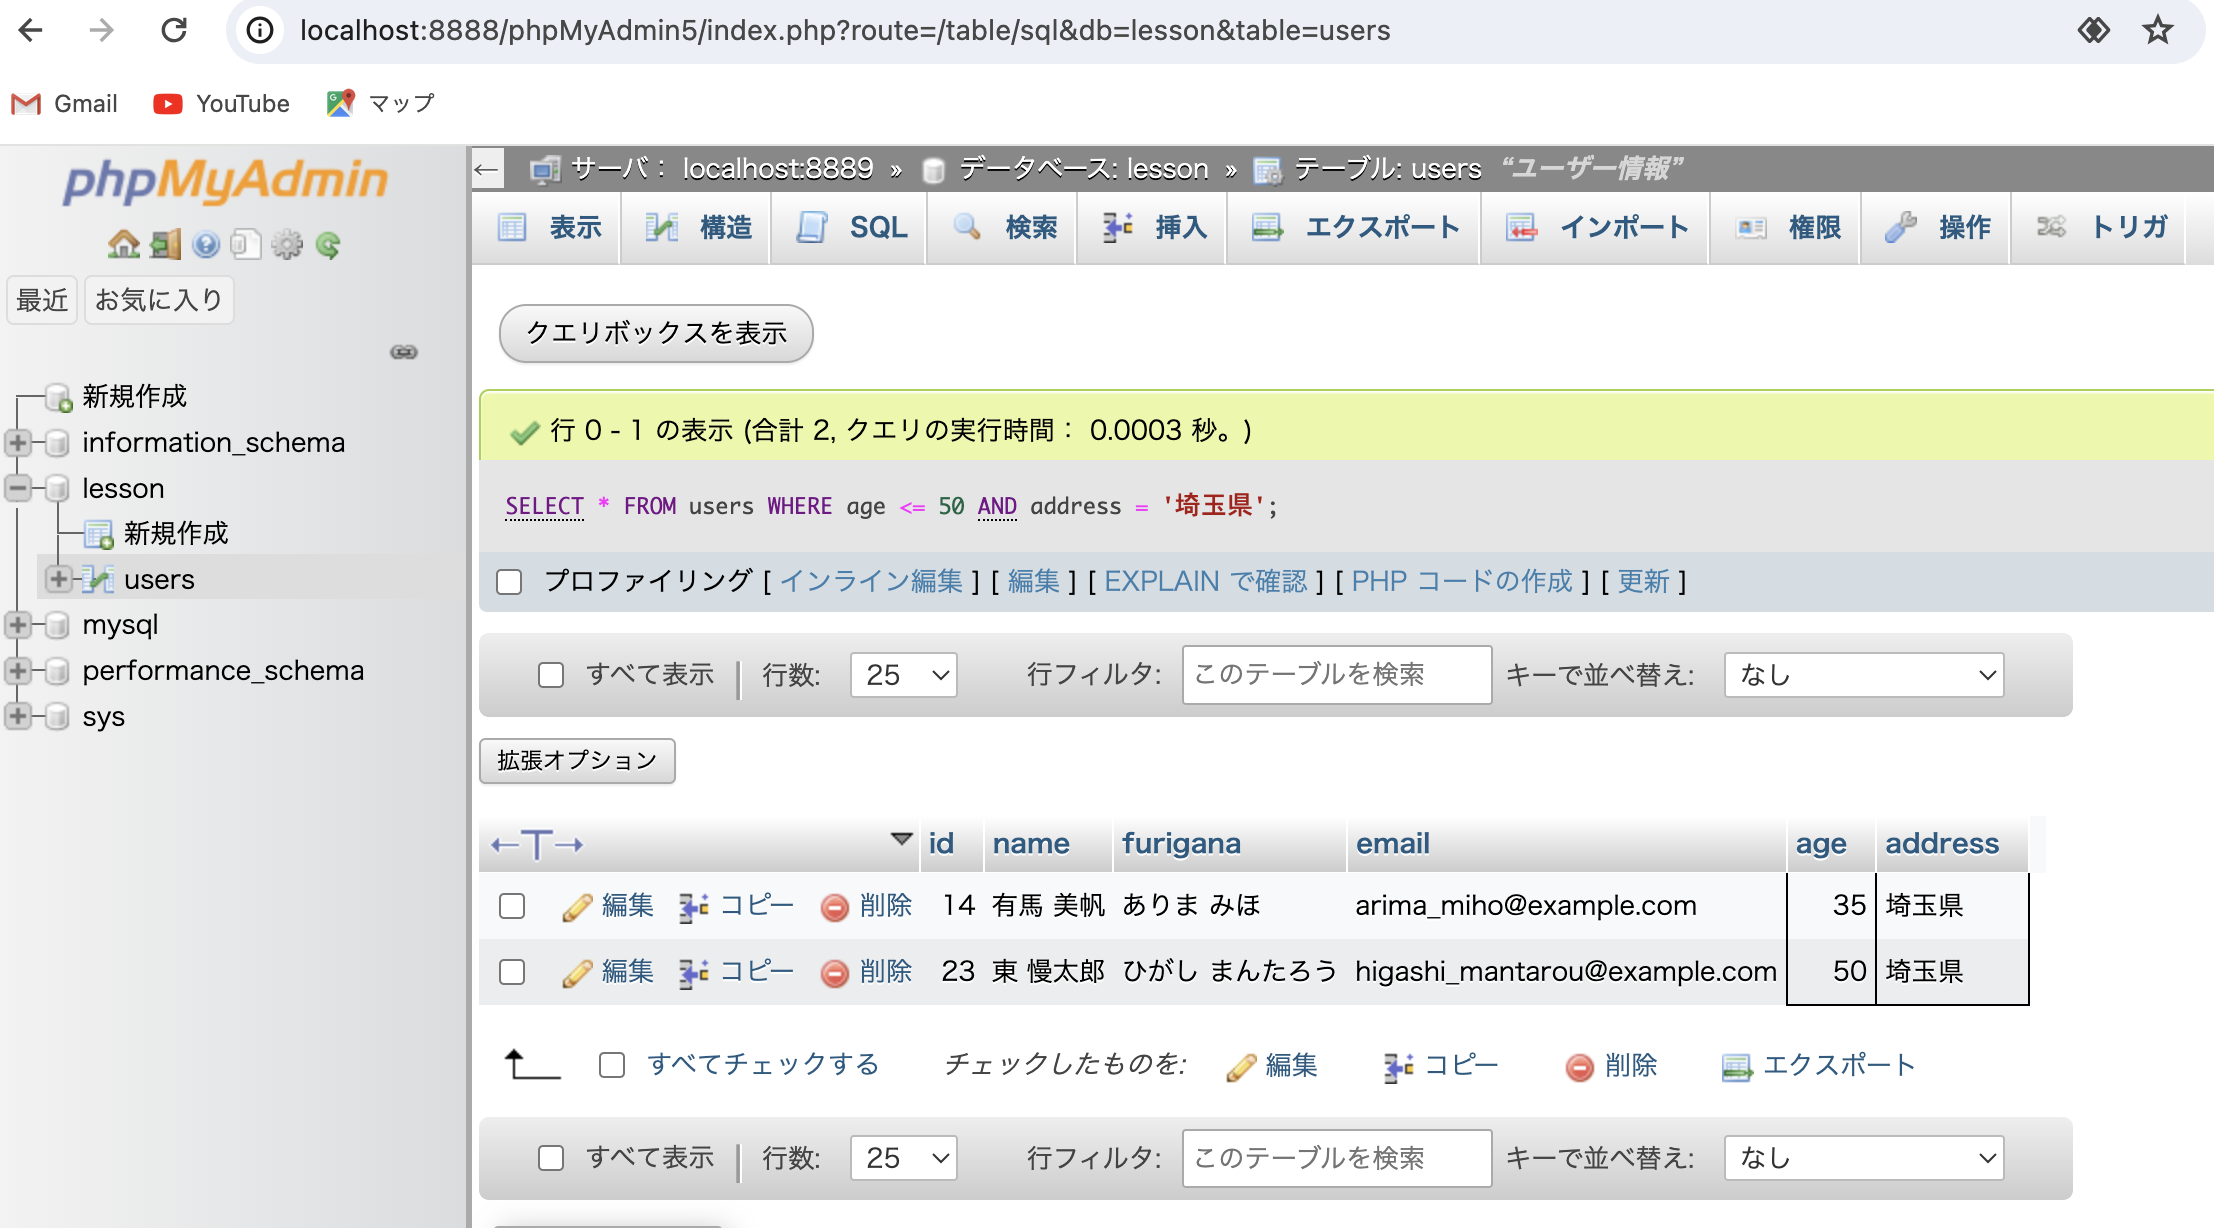 localhost:8888/phpMyAdmin5/index.php?route=/table/sql&db=lesson&table=users
Gmail YouTube マップ
phpMyAdmin
最近 お気に入り
新規作成
information_schema
lesson
新規作成
users
mysql
performance_schema
sys
← サーバ： localhost:8889 » データベース: lesson » テーブル: users “ユーザー情報”
表示 構造 SQL 検索 挿入 エクスポート インポート 権限 操作 トリガ
クエリボックスを表示
行 0 - 1 の表示 (合計 2, クエリの実行時間： 0.0003 秒。)
SELECT * FROM users WHERE age <= 50 AND address = '埼玉県';
プロファイリング [ インライン編集 ] [ 編集 ] [ EXPLAIN で確認 ] [ PHP コードの作成 ] [ 更新 ]
すべて表示 行数: 25 行フィルタ: このテーブルを検索 キーで並べ替え: なし
拡張オプション
←T→ id name furigana email age address
編集 コピー 削除 14 有馬 美帆 ありま みほ arima_miho@example.com 35 埼玉県
編集 コピー 削除 23 東 慢太郎 ひがし まんたろう higashi_mantarou@example.com 50 埼玉県
すべてチェックする チェックしたものを: 編集 コピー 削除 エクスポート
すべて表示 行数: 25 行フィルタ: このテーブルを検索 キーで並べ替え: なし